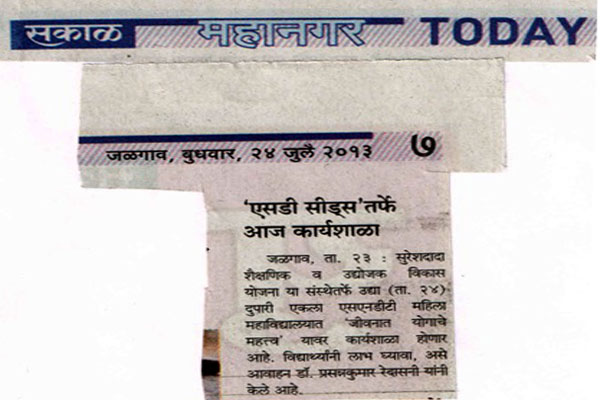 सकाळ महानगर TODAY
जळगाव, बुधवार, २४ जुलै २०१३ ७
'एसडी सीड्स'तर्फे
आज कार्यशाळा
जळगाव, ता. २३ : सुरेशदादा
शैक्षणिक व उद्योजक विकास
योजना या संस्थेतर्फे उद्या (ता. २४)
दुपारी एकला एसएनडीटी महिला
महाविद्यालयात 'जीवनात योगाचे
महत्त्व' यावर कार्यशाळा होणार
आहे. विद्यार्थ्यांनी लाभ घ्यावा, असे
आवाहन डॉ. प्रसन्नकुमार रेदासनी यांनी
केले आहे.